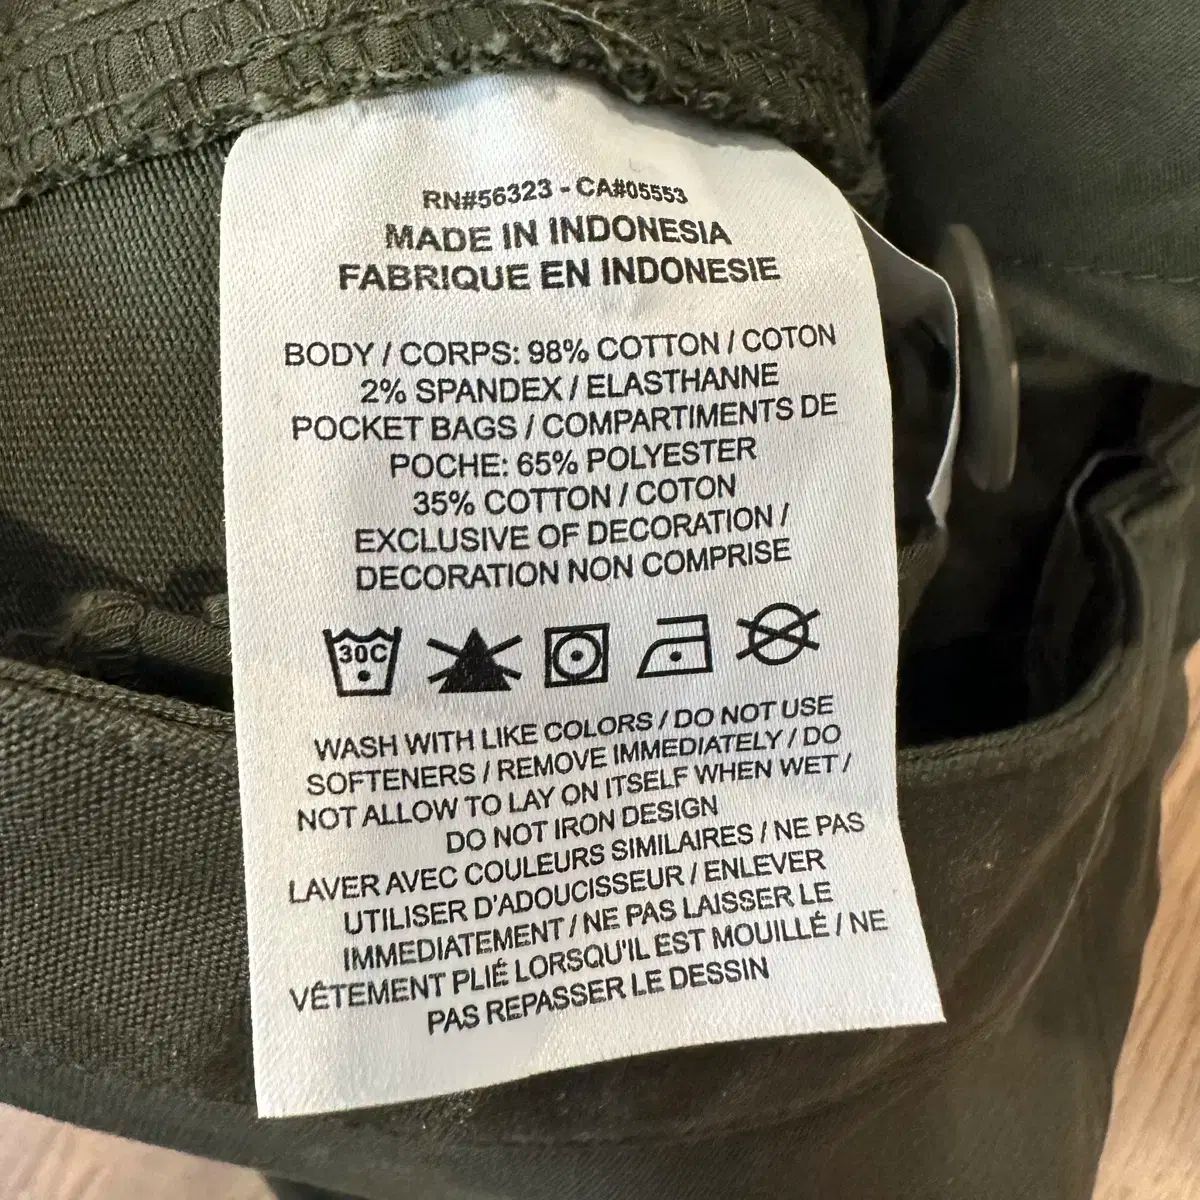 RN#56323 - CA#05553
MADE IN INDONESIA
FABRIQUE EN INDONESIE
BODY / CORPS: 98% COTTON / COTON
2% SPANDEX / ELASTHANNE
POCKET BAGS / COMPARTIMENTS DE
POCHE: 65% POLYESTER
35% COTTON / COTON
EXCLUSIVE OF DECORATION /
DECORATION NON COMPRISE
30C
WASH WITH LIKE COLORS / DO NOT USE
SOFTENERS / REMOVE IMMEDIATELY / DO
NOT ALLOW TO LAY ON ITSELF WHEN WET /
DO NOT IRON DESIGN
LAVER AVEC COULEURS SIMILAIRES / NE PAS
UTILISER D'ADOUCISSEUR / ENLEVER
IMMEDIATEMENT / NE PAS LAISSER LE
VÊTEMENT PLIÉ LORSQU'IL EST MOUILLÉ / NE
PAS REPASSER LE DESSIN